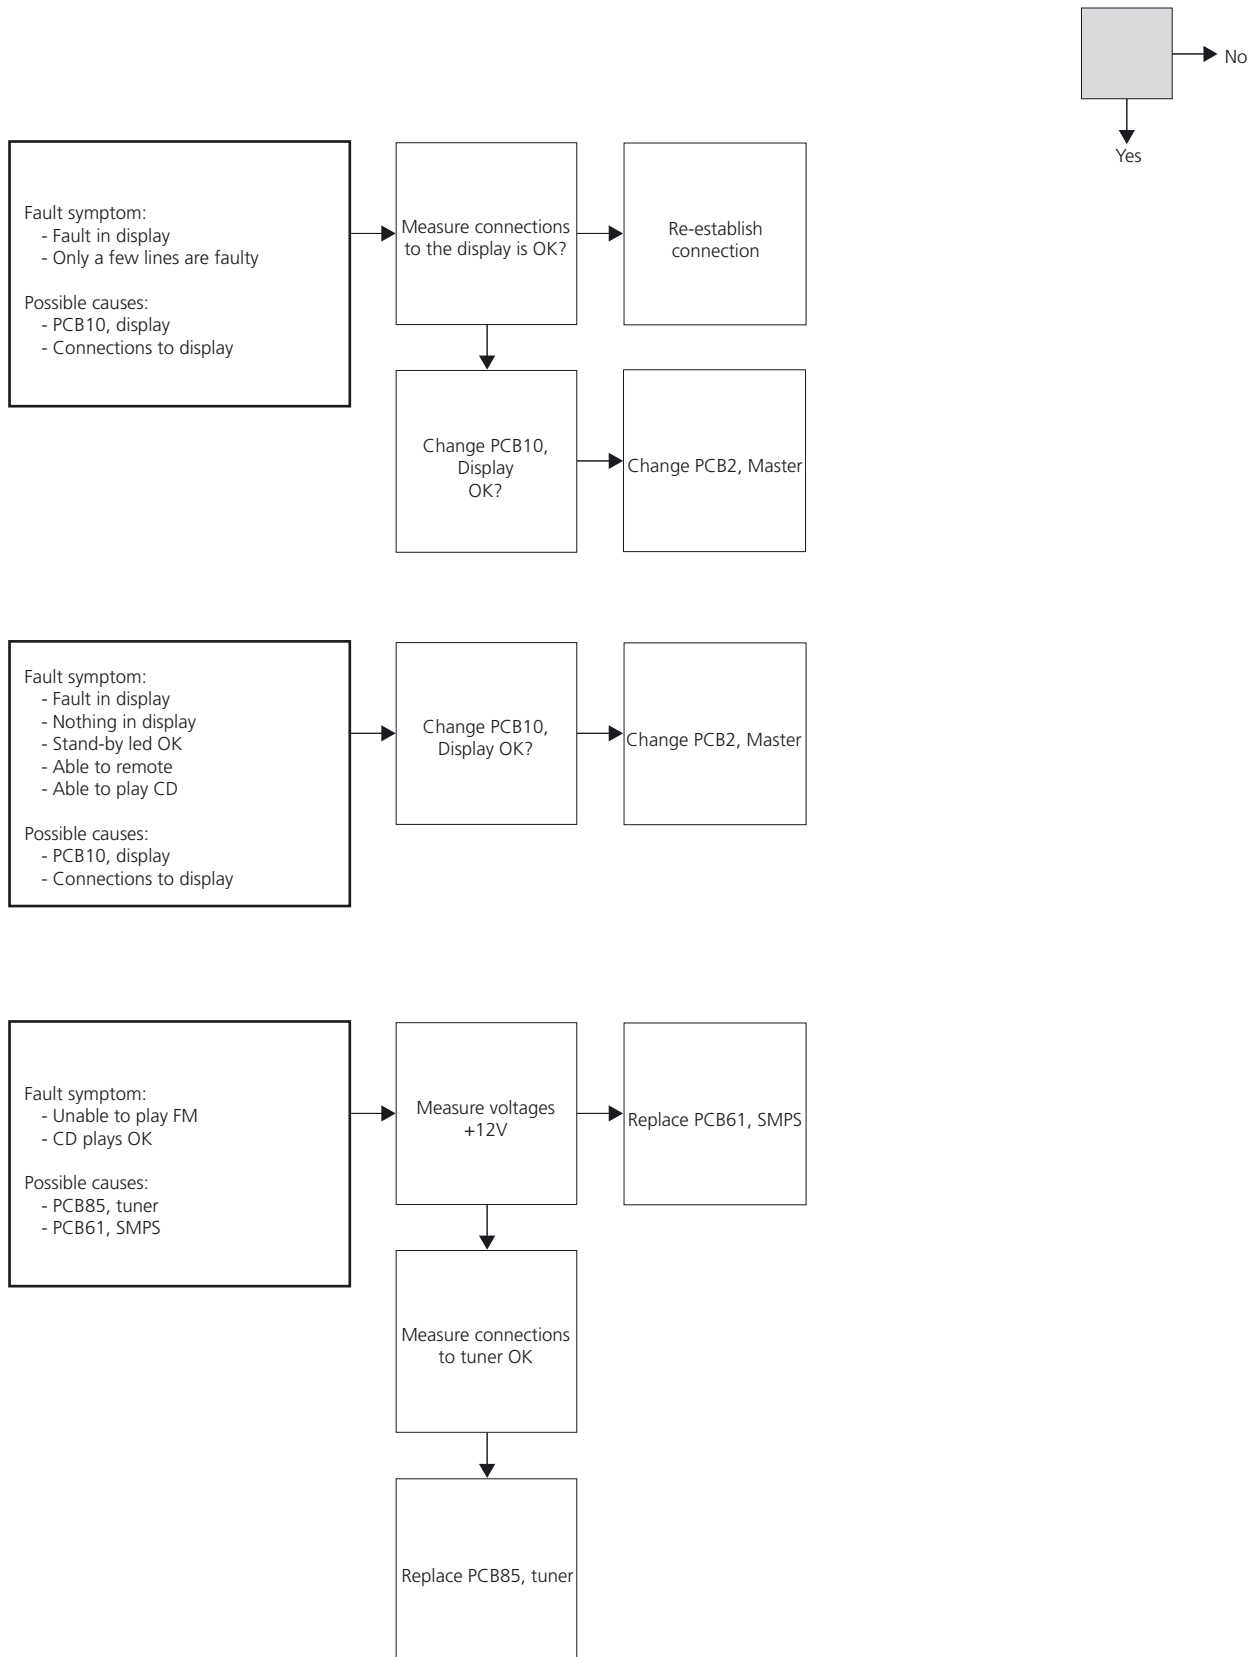 No
Yes
Fault symptom:
- Fault in display
- Only a few lines are faulty
Possible causes:
- PCB10, display
- Connections to display
Measure connections
to the display is OK?
Re-establish
connection
Change PCB10,
Display
OK?
Change PCB2, Master
Fault symptom:
- Fault in display
- Nothing in display
- Stand-by led OK
- Able to remote
- Able to play CD
Possible causes:
- PCB10, display
- Connections to display
Change PCB10,
Display OK?
Change PCB2, Master
Fault symptom:
- Unable to play FM
- CD plays OK
Possible causes:
- PCB85, tuner
- PCB61, SMPS
Measure voltages
+12V
Replace PCB61, SMPS
Measure connections
to tuner OK
Replace PCB85, tuner